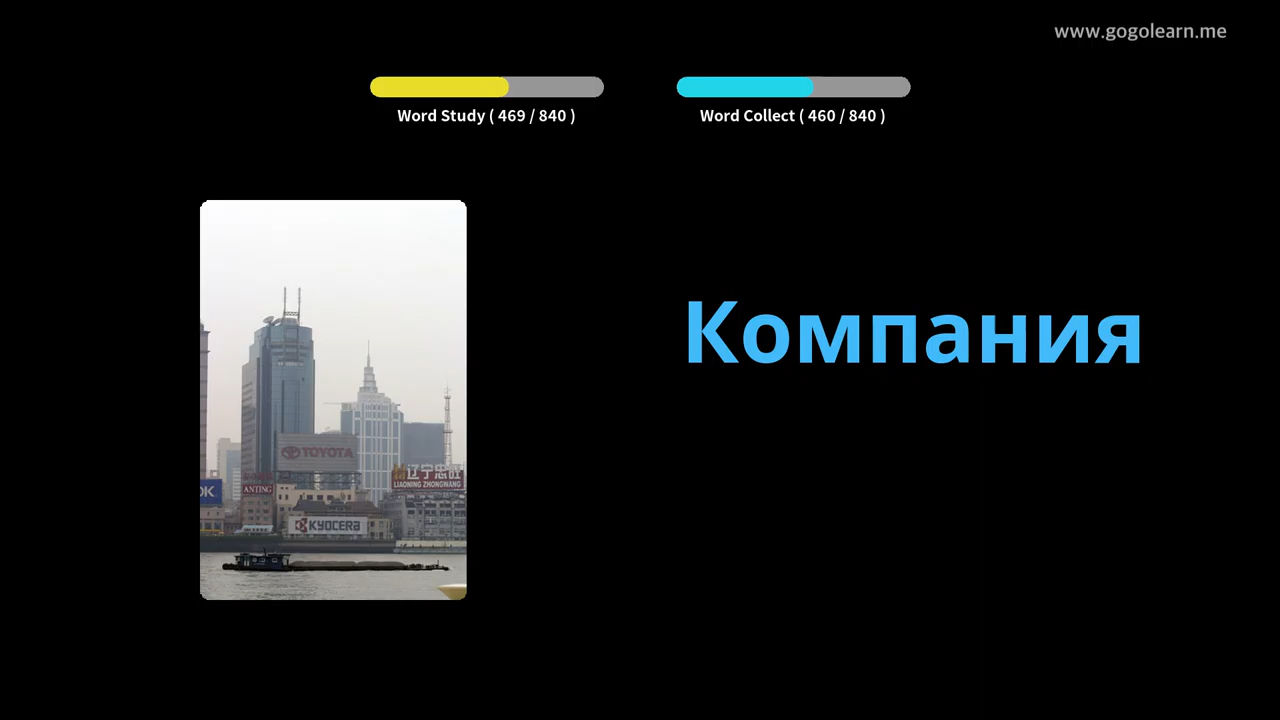 www.gogolearn.me
Word Study ( 469 / 840 )
Word Collect ( 460 / 840 )
Компания
TOYOTA
辽宁忠旺
LIAONING ZHONGWANG
ANTING
OK
KYOCERA